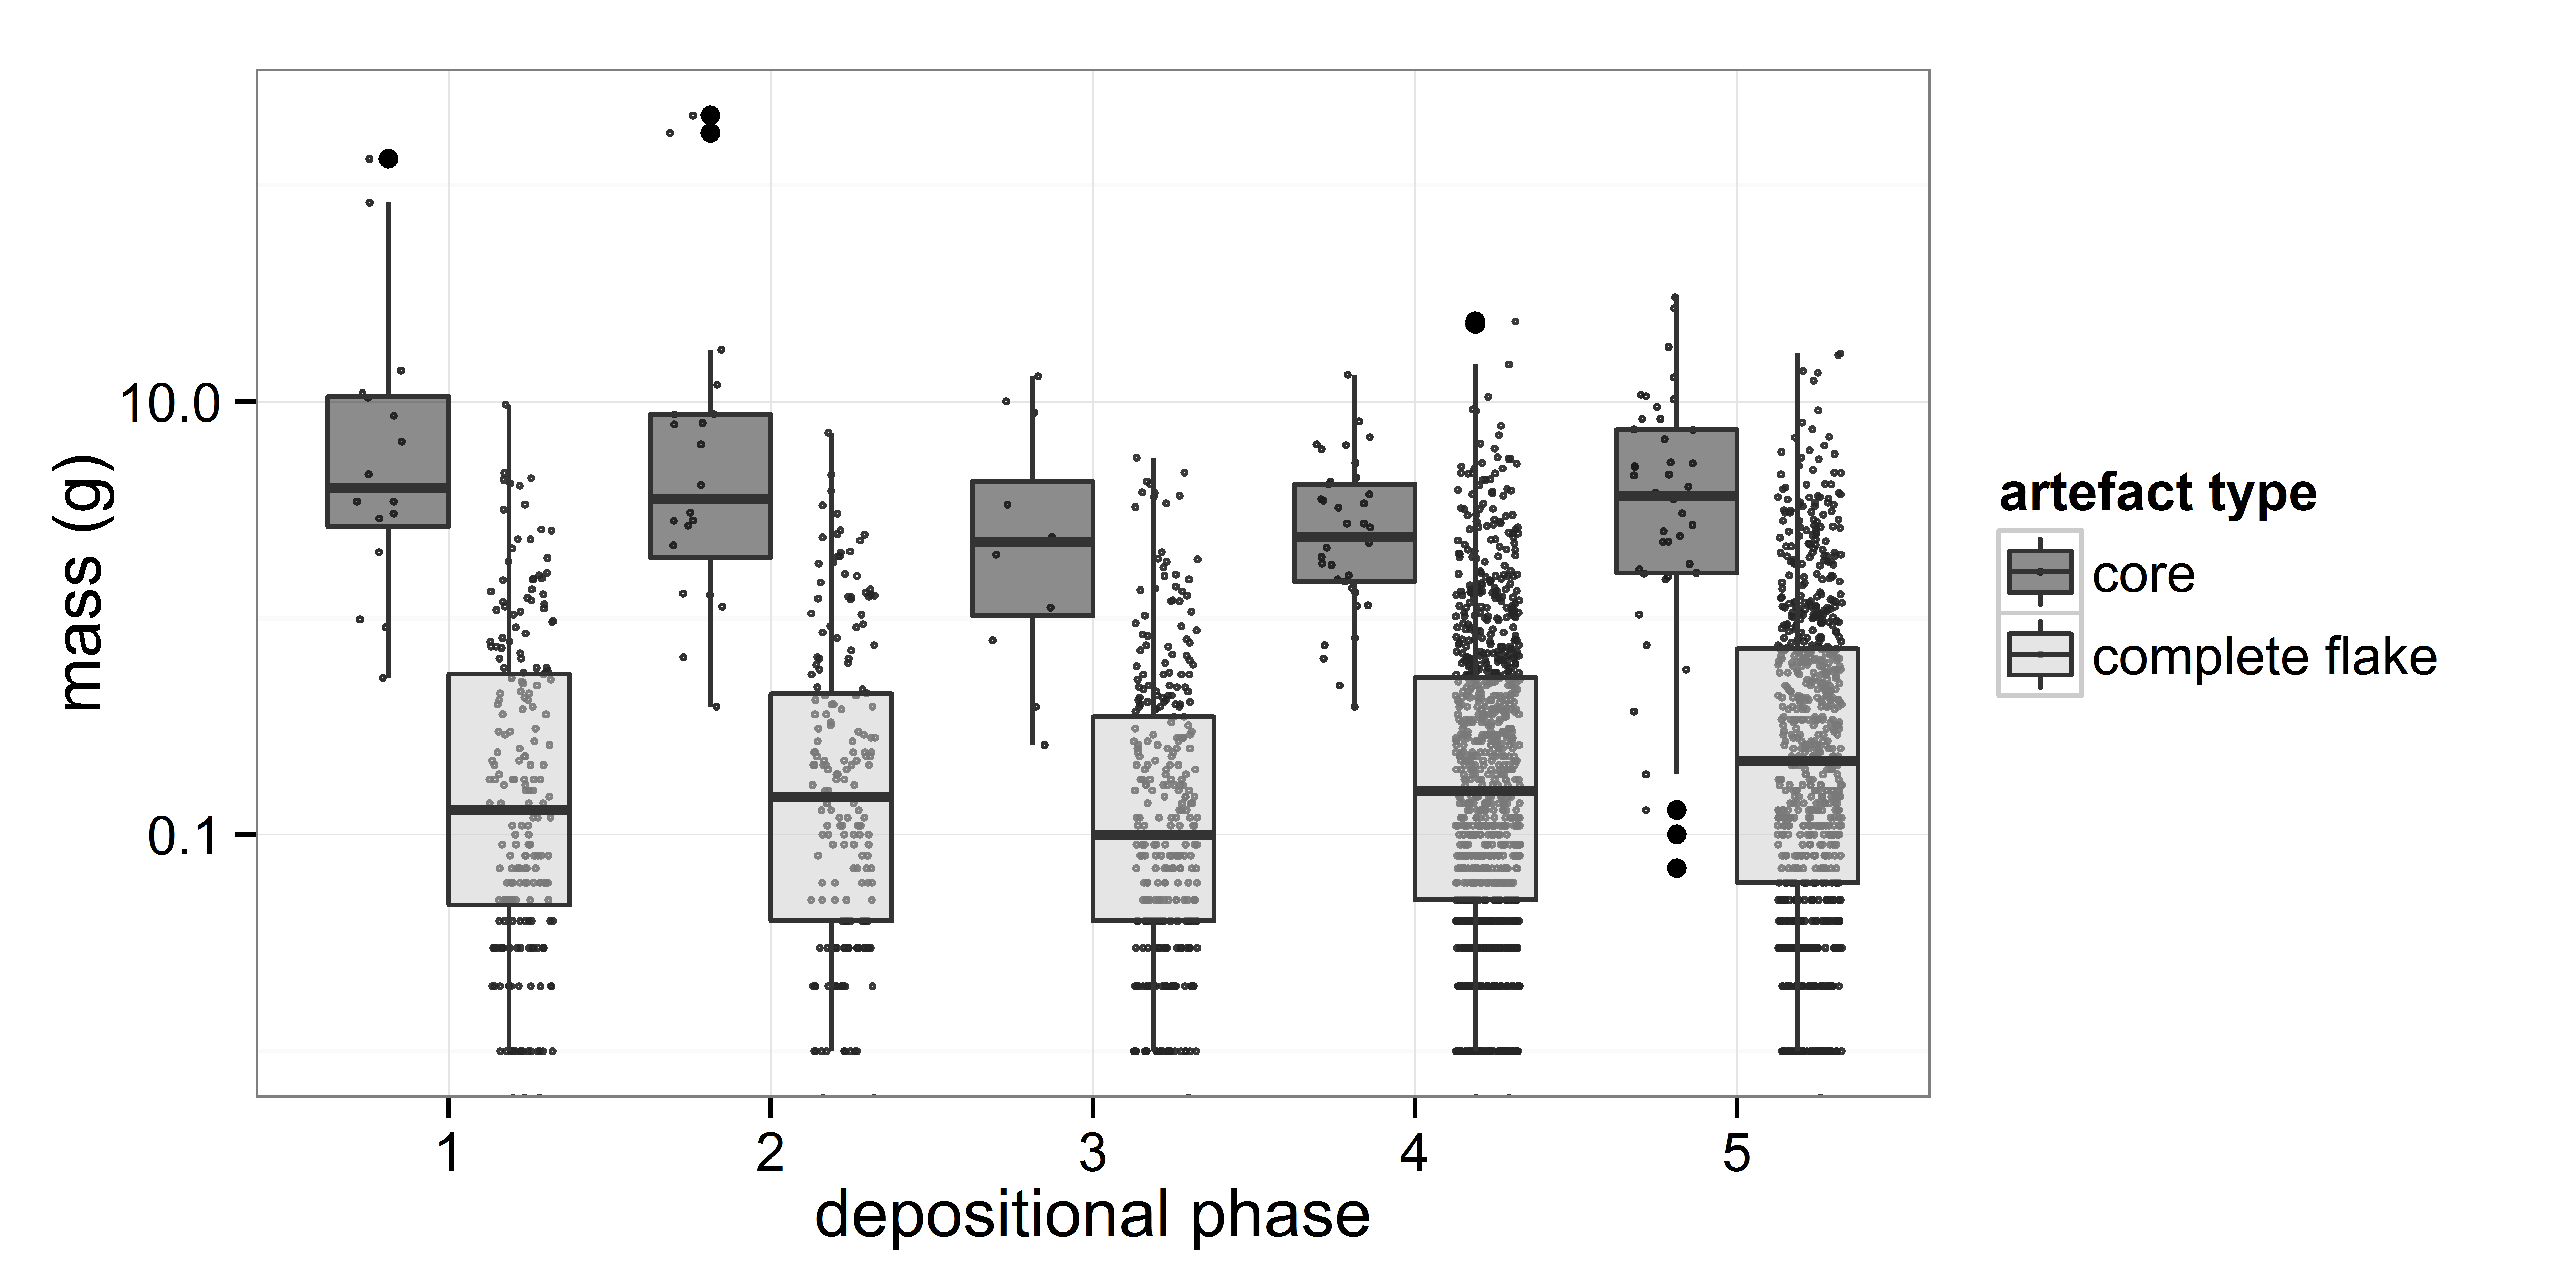 10.0
0.1
mass (g)
1 2 3 4 5
depositional phase
artefact type
core
complete flake